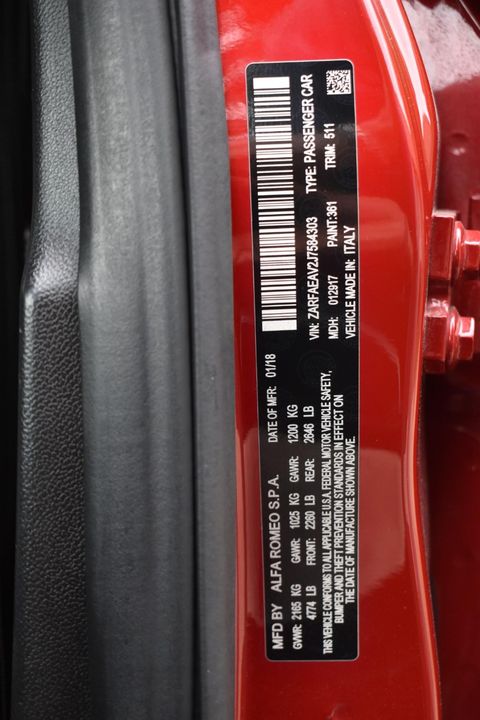 MFD BY ALFA ROMEO S.P.A. DATE OF MFR: 01/18
GVWR: 2165 KG GAWR: 1025 KG GAWR: 1200 KG
4774 LB FRONT: 2260 LB REAR: 2646 LB
THIS VEHICLE CONFORMS TO ALL APPLICABLE U.S.A. FEDERAL MOTOR VEHICLE SAFETY,
BUMPER AND THEFT PREVENTION STANDARDS IN EFFECT ON
THE DATE OF MANUFACTURE SHOWN ABOVE.
VIN: ZARFAEAV2J7584303 TYPE: PASSENGER CAR
MDH: 012917 PAINT:361 TRIM: 511
VEHICLE MADE IN: ITALY